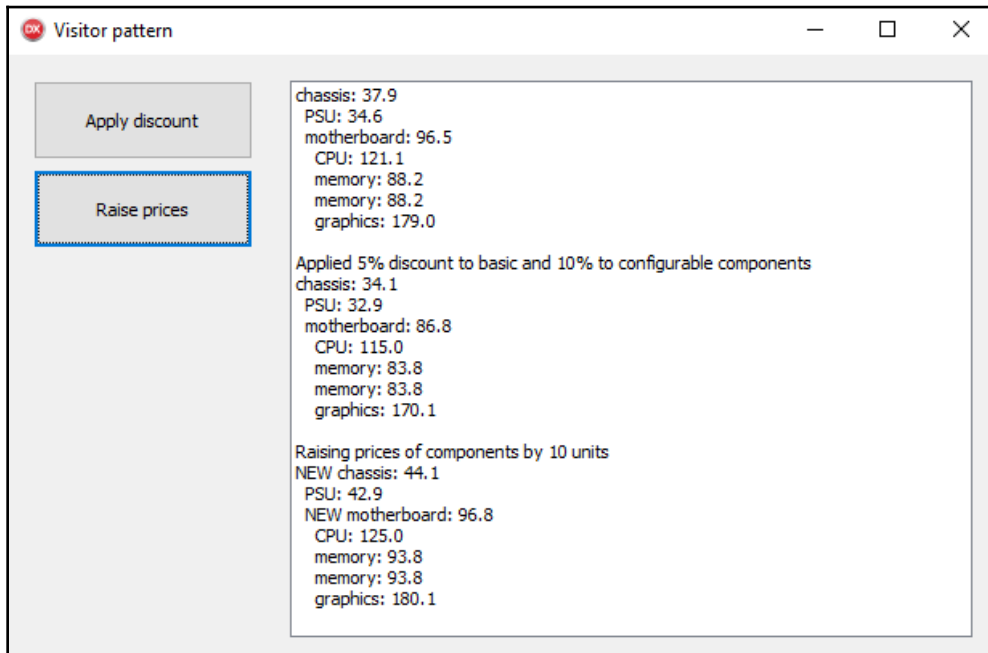 DX Visitor pattern
Apply discount
Raise prices
chassis: 37.9
PSU: 34.6
motherboard: 96.5
CPU: 121.1
memory: 88.2
memory: 88.2
graphics: 179.0
Applied 5% discount to basic and 10% to configurable components
chassis: 34.1
PSU: 32.9
motherboard: 86.8
CPU: 115.0
memory: 83.8
memory: 83.8
graphics: 170.1
Raising prices of components by 10 units
NEW chassis: 44.1
PSU: 42.9
NEW motherboard: 96.8
CPU: 125.0
memory: 93.8
memory: 93.8
graphics: 180.1